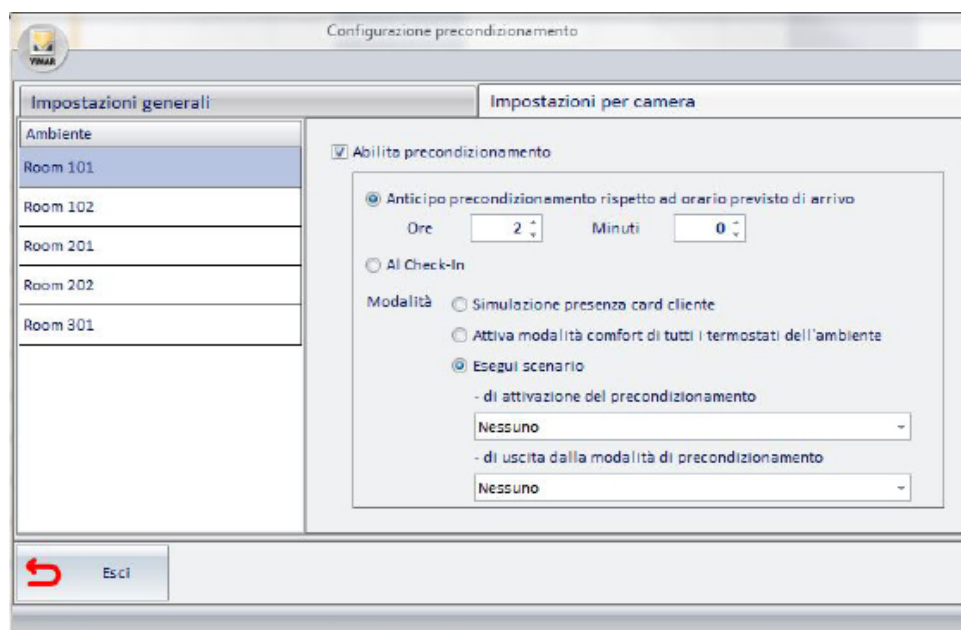 Configurazione precondizionamento
VIMAR
Impostazioni generali
Impostazioni per camera
Ambiente
Room 101
Room 102
Room 201
Room 202
Room 301
Abilita precondizionamento
Anticipo precondizionamento rispetto ad orario previsto di arrivo
Ore 2 Minuti 0
Al Check-In
Modalità Simulazione presenza card cliente
Attiva modalità comfort di tutti i termostati dell'ambiente
Esegui scenario
- di attivazione del precondizionamento
Nessuno
- di uscita dalla modalità di precondizionamento
Nessuno
Esci